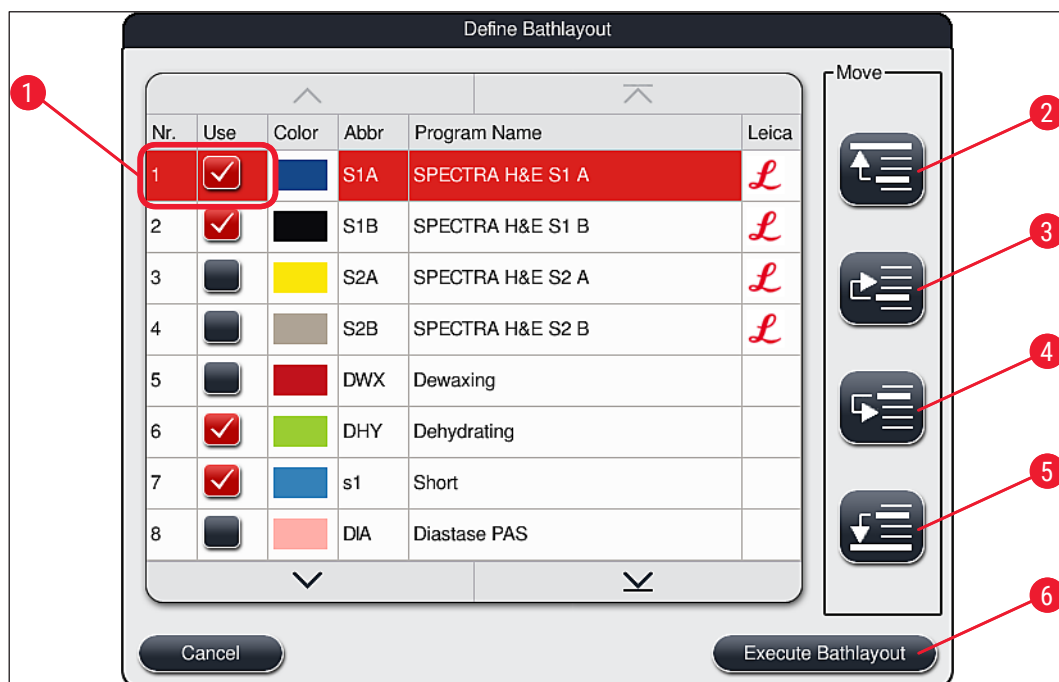 Define Bathlayout
Move
1
2
3
4
5
6
Nr. Use Color Abbr Program Name Leica
1 S1A SPECTRA H&E S1 A L
2 S1B SPECTRA H&E S1 B L
3 S2A SPECTRA H&E S2 A L
4 S2B SPECTRA H&E S2 B L
5 DWX Dewaxing
6 DHY Dehydrating
7 s1 Short
8 DIA Diastase PAS
Cancel
Execute Bathlayout